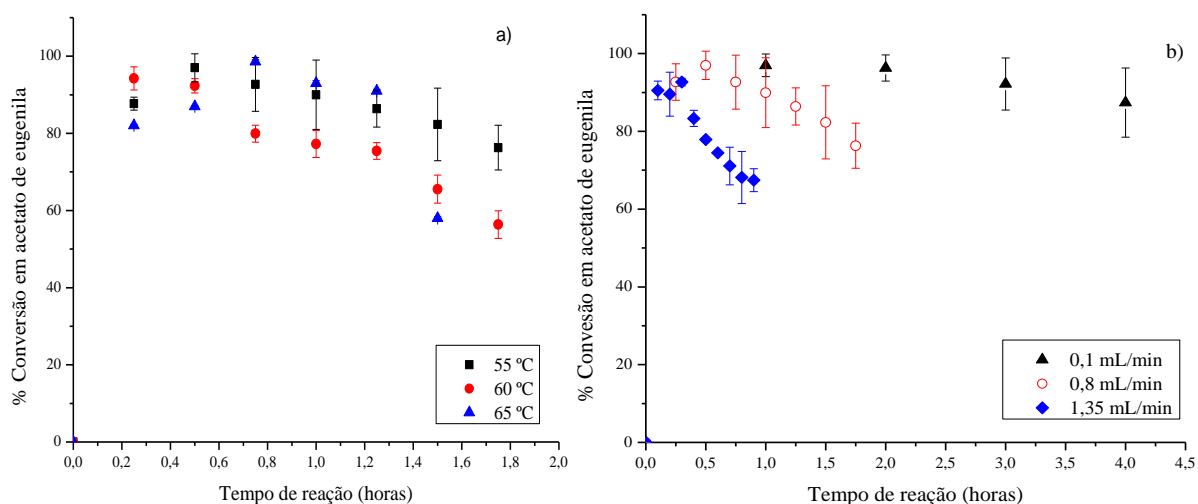 a)
% Conversão em acetato de eugenila
100
80
60
40
20
0
0,0 0,2 0,4 0,6 0,8 1,0 1,2 1,4 1,6 1,8 2,0
Tempo de reação (horas)
55 ºC
60 ºC
65 ºC
b)
% Convesão em acetato de eugenila
100
80
60
40
20
0
0,0 0,5 1,0 1,5 2,0 2,5 3,0 3,5 4,0 4,5
Tempo de reação (horas)
0,1 mL/min
0,8 mL/min
1,35 mL/min